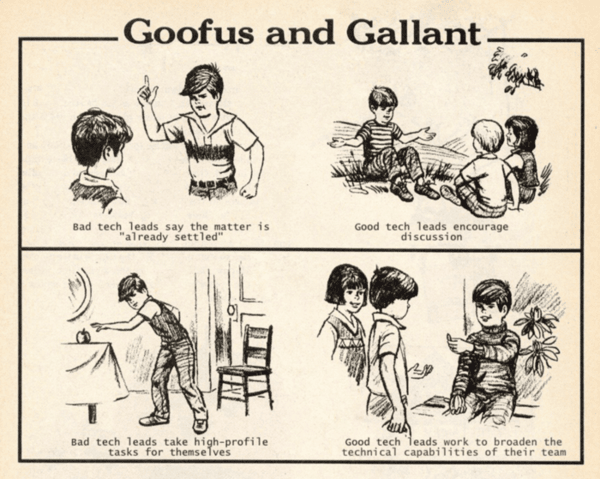 Goofus and Gallant
Bad tech leads say the matter is
"already settled"
Good tech leads encourage
discussion
Bad tech leads take high-profile
tasks for themselves
Good tech leads work to broaden the
technical capabilities of their team